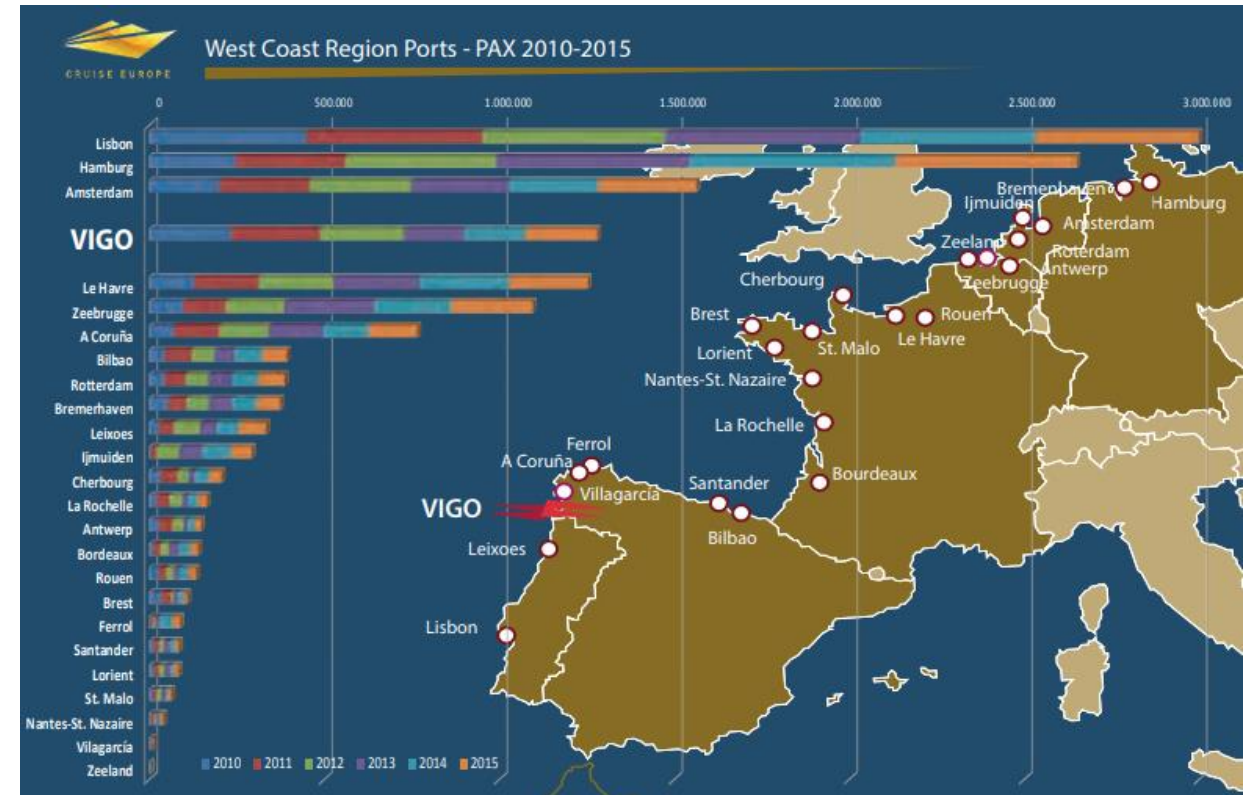 CRUISE EUROPE
West Coast Region Ports - PAX 2010-2015
0 500.000 1.000.000 1.500.000 2.000.000 2.500.000 3.000.000
Lisbon
Hamburg
Amsterdam
VIGO
Le Havre
Zeebrugge
A Coruña
Bilbao
Rotterdam
Bremerhaven
Leixoes
Ijmuiden
Cherbourg
La Rochelle
Antwerp
Bordeaux
Rouen
Brest
Ferrol
Santander
Lorient
St. Malo
Nantes-St. Nazaire
Vilagarcía
Zeeland
2010 2011 2012 2013 2014 2015
Bremenhaven
Hamburg
Ijmuiden
Amsterdam
Zeeland
Roterdam
Antwerp
Zeebrugge
Cherbourg
Brest
Rouen
Le Havre
St. Malo
Lorient
Nantes-St. Nazaire
La Rochelle
Ferrol
A Coruña
Bourdeaux
Santander
Villagarcía
VIGO
Bilbao
Leixoes
Lisbon